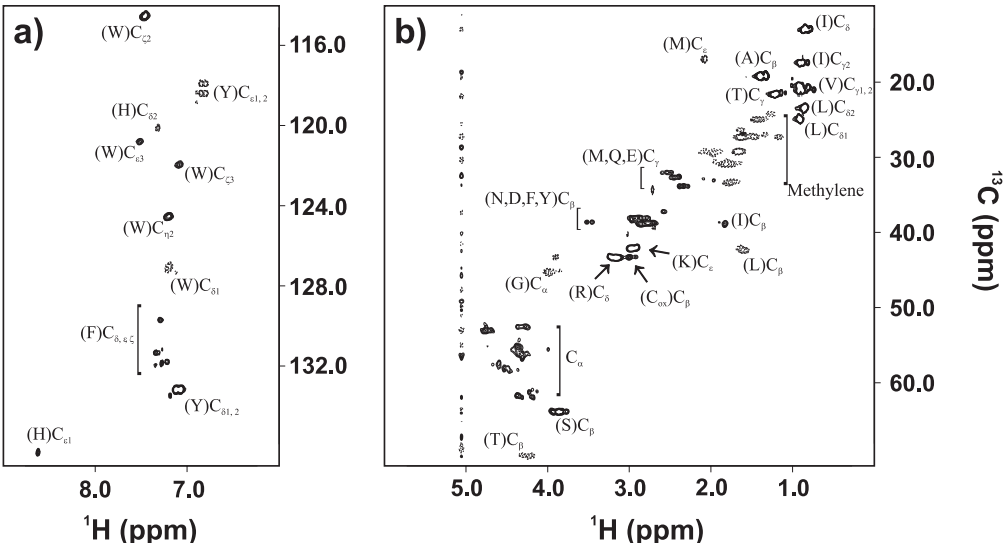 a)
(W)Cζ2
(Y)Cε1, 2
(H)Cδ2
(W)Cε3
(W)Cζ3
(W)Cη2
(W)Cδ1
(F)Cδ, ε ζ
(Y)Cδ1, 2
(H)Cε1
116.0
120.0
124.0
128.0
132.0
8.0 7.0
¹H (ppm)
b)
(I)Cδ
(M)Cε
(A)Cβ
(I)Cγ2
(V)Cγ1, 2
(T)Cγ
(L)Cδ2
(L)Cδ1
(M,Q,E)Cγ
Methylene
(N,D,F,Y)Cβ
(I)Cβ
(K)Cε
(L)Cβ
(G)Cα
(R)Cδ
(Cox)Cβ
Cα
(S)Cβ
(T)Cβ
20.0
30.0
40.0
50.0
60.0
¹³C (ppm)
5.0 4.0 3.0 2.0 1.0
¹H (ppm)